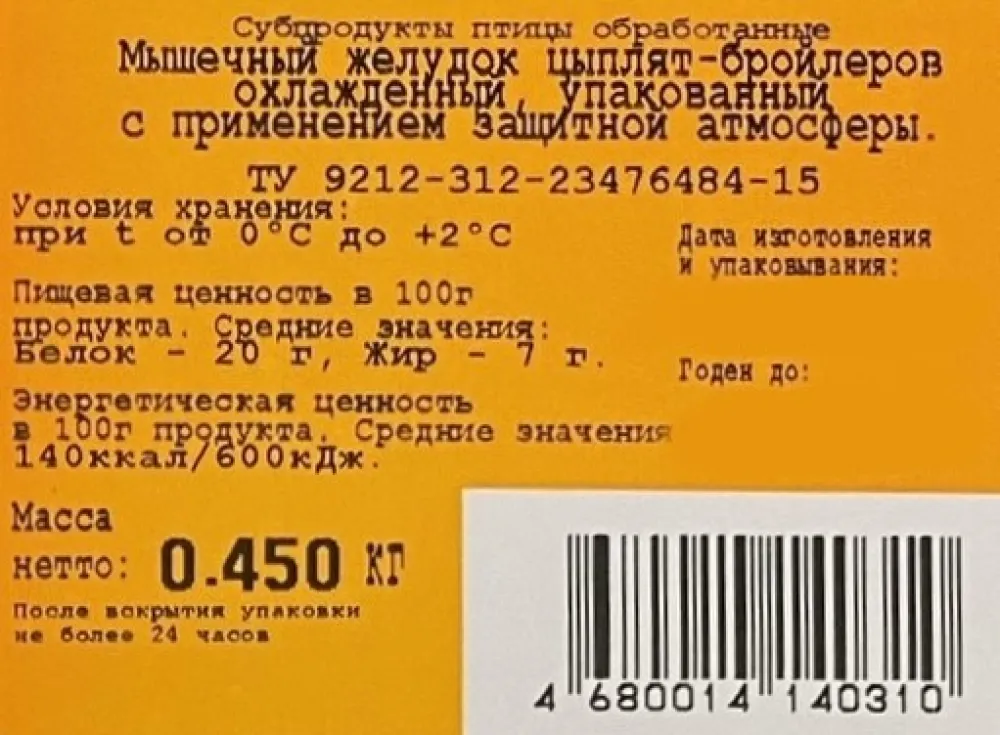 Субпродукты птицы обработанные
Мышечный желудок цыплят-бройлеров
охлажденный, упакованный
с применением защитной атмосферы.
ТУ 9212-312-23476484-15
Условия хранения:
при t от 0°С до +2°С
Дата изготовления
и упаковывания:
Пищевая ценность в 100г
продукта. Средние значения:
Белок - 20 г, Жир - 7 г.
Годен до:
Энергетическая ценность
в 100г продукта. Средние значения
140ккал/600кДж.
Масса
нетто: 0.450 КГ
После вскрытия упаковки
не более 24 часов
4 680014 140310